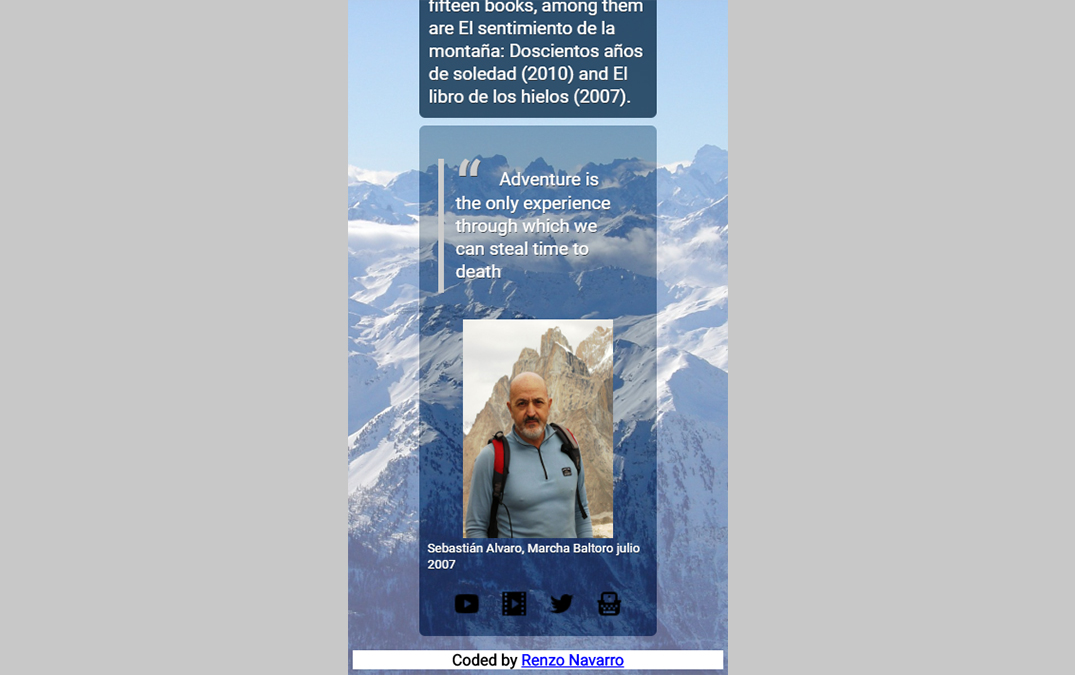 fifteen books, among them
are El sentimiento de la
montaña: Doscientos años
de soledad (2010) and El
libro de los hielos (2007).
“ Adventure is
the only experience
through which we
can steal time to
death
Sebastián Alvaro, Marcha Baltoro julio
2007
Coded by Renzo Navarro